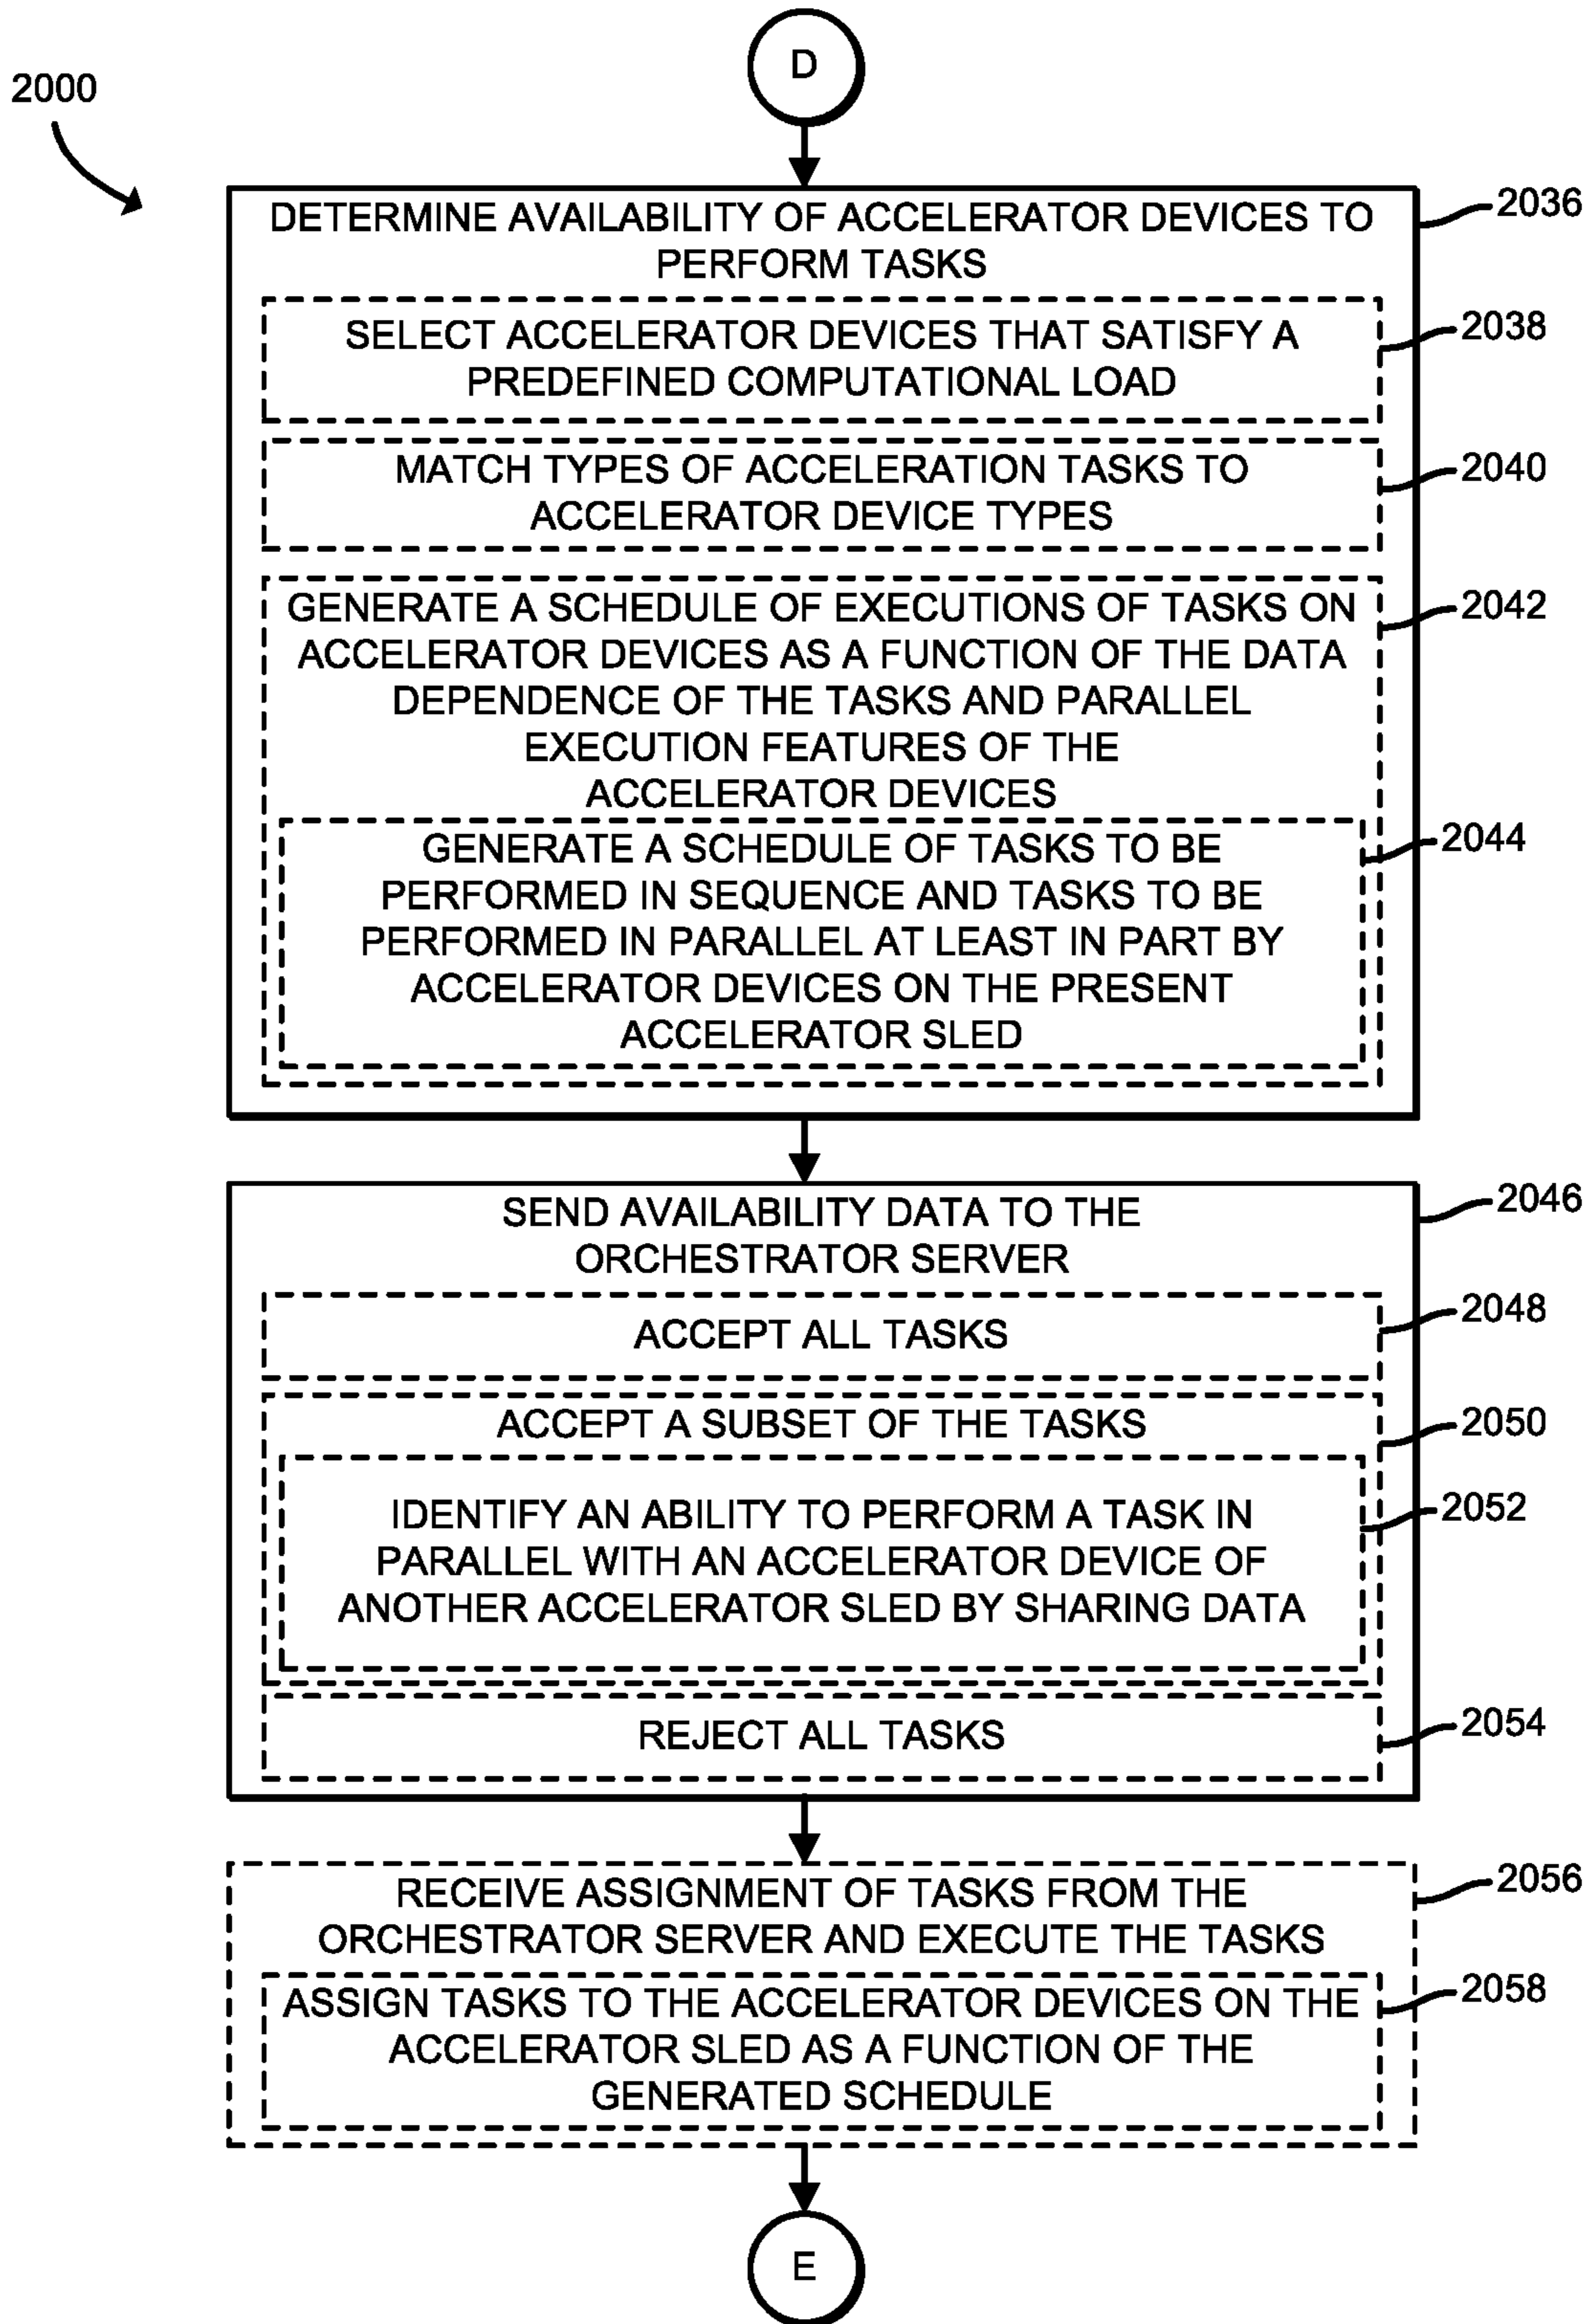 D
2000
DETERMINE AVAILABILITY OF ACCELERATOR DEVICES TO
PERFORM TASKS
2036
SELECT ACCELERATOR DEVICES THAT SATISFY A
PREDEFINED COMPUTATIONAL LOAD
2038
MATCH TYPES OF ACCELERATION TASKS TO
ACCELERATOR DEVICE TYPES
2040
GENERATE A SCHEDULE OF EXECUTIONS OF TASKS ON
ACCELERATOR DEVICES AS A FUNCTION OF THE DATA
DEPENDENCE OF THE TASKS AND PARALLEL
EXECUTION FEATURES OF THE
ACCELERATOR DEVICES
2042
GENERATE A SCHEDULE OF TASKS TO BE
PERFORMED IN SEQUENCE AND TASKS TO BE
PERFORMED IN PARALLEL AT LEAST IN PART BY
ACCELERATOR DEVICES ON THE PRESENT
ACCELERATOR SLED
2044
SEND AVAILABILITY DATA TO THE
ORCHESTRATOR SERVER
2046
ACCEPT ALL TASKS
2048
ACCEPT A SUBSET OF THE TASKS
2050
IDENTIFY AN ABILITY TO PERFORM A TASK IN
PARALLEL WITH AN ACCELERATOR DEVICE OF
ANOTHER ACCELERATOR SLED BY SHARING DATA
2052
REJECT ALL TASKS
2054
RECEIVE ASSIGNMENT OF TASKS FROM THE
ORCHESTRATOR SERVER AND EXECUTE THE TASKS
2056
ASSIGN TASKS TO THE ACCELERATOR DEVICES ON THE
ACCELERATOR SLED AS A FUNCTION OF THE
GENERATED SCHEDULE
2058
E